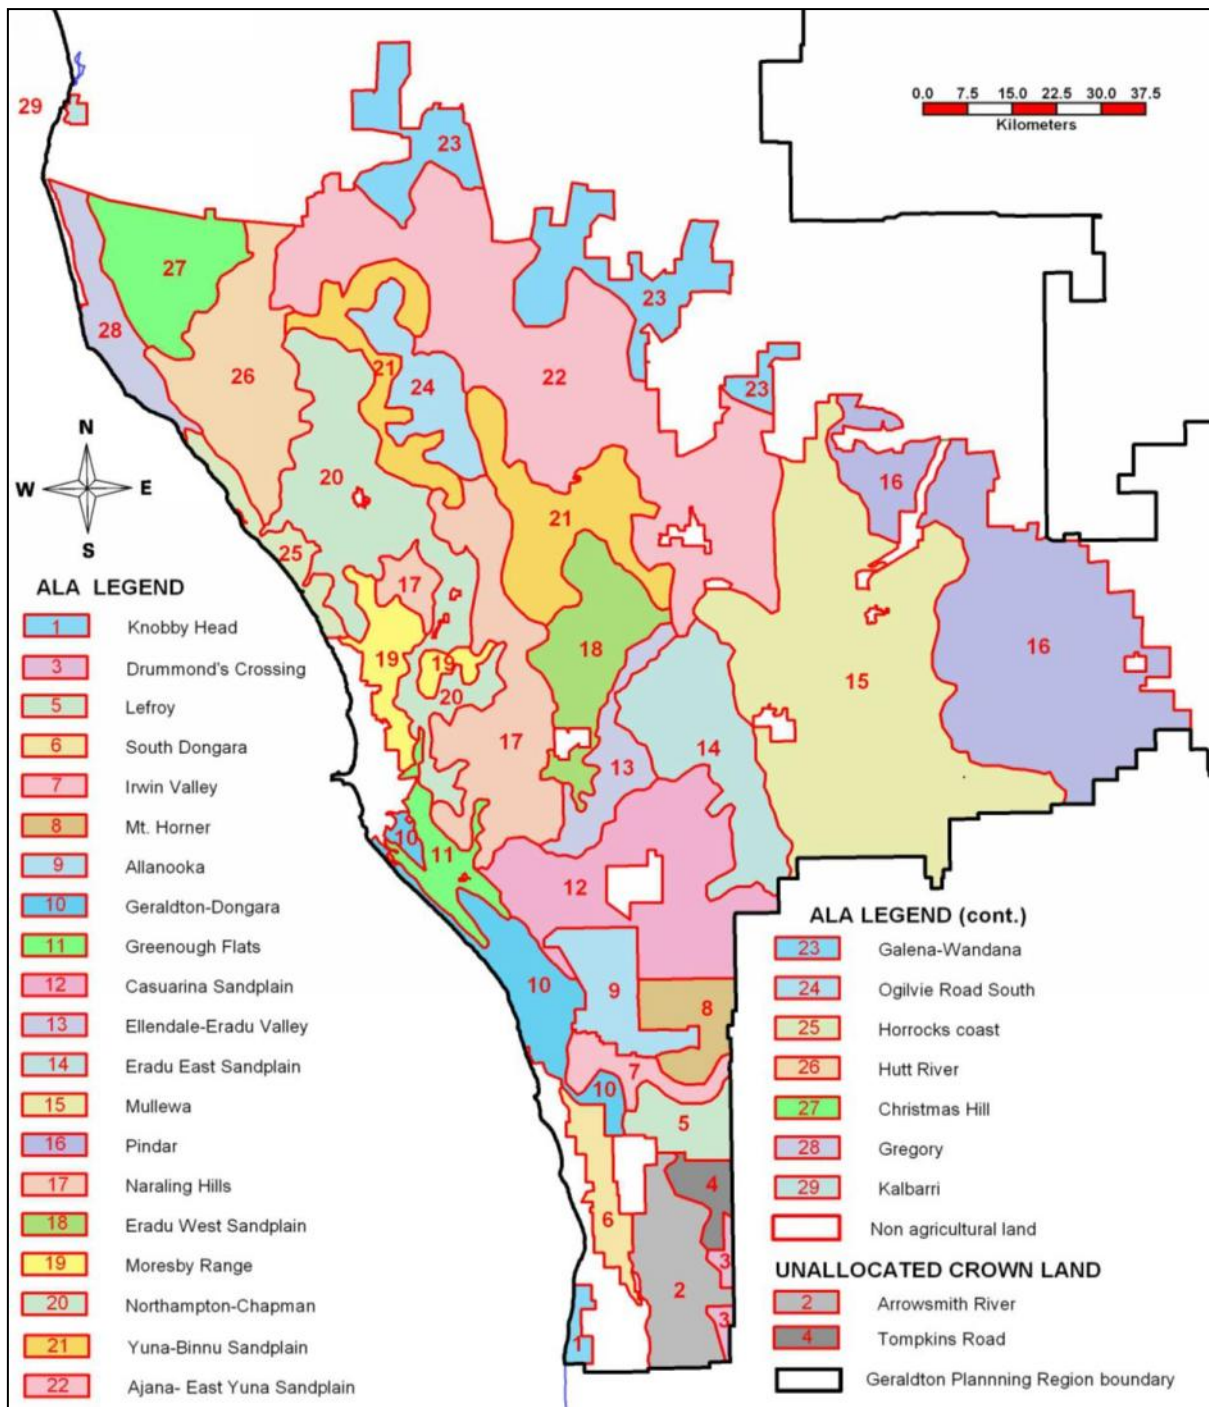 29
23
0.0 7.5 15.0 22.5 30.0 37.5
Kilometers
27
23
28
26
21
24
22
23
N
W E
S
20
16
21
25
17
18
19
19
20
16
15
17
14
13
10
11
12
10
9
8
7
10
5
4
6
3
2
3
1
ALA LEGEND
1 Knobby Head
3 Drummond's Crossing
5 Lefroy
6 South Dongara
7 Irwin Valley
8 Mt. Horner
9 Allanooka
10 Geraldton-Dongara
11 Greenough Flats
12 Casuarina Sandplain
13 Ellendale-Eradu Valley
14 Eradu East Sandplain
15 Mullewa
16 Pindar
17 Naraling Hills
18 Eradu West Sandplain
19 Moresby Range
20 Northampton-Chapman
21 Yuna-Binnu Sandplain
22 Ajana- East Yuna Sandplain
ALA LEGEND (cont.)
23 Galena-Wandana
24 Ogilvie Road South
25 Horrocks coast
26 Hutt River
27 Christmas Hill
28 Gregory
29 Kalbarri
Non agricultural land
UNALLOCATED CROWN LAND
2 Arrowsmith River
4 Tompkins Road
Geraldton Plannning Region boundary